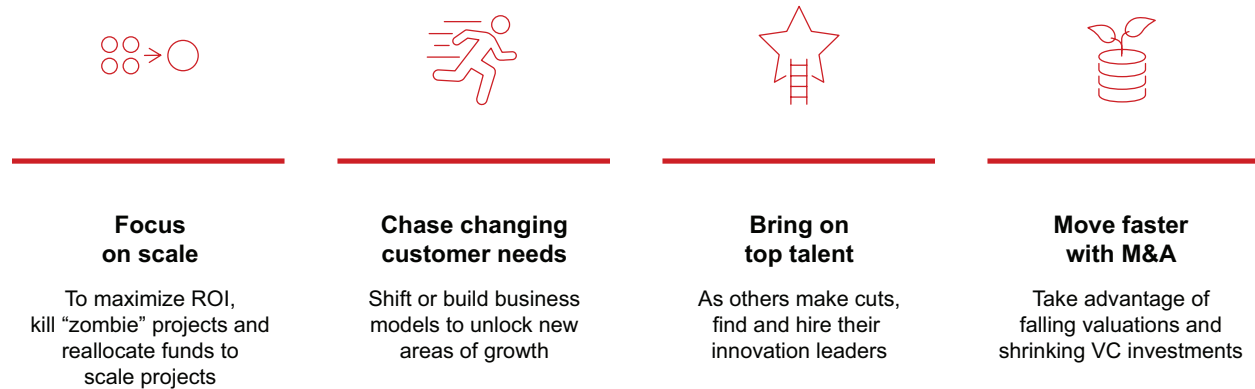 Focus
on scale
To maximize ROI,
kill “zombie” projects and
reallocate funds to
scale projects
Chase changing
customer needs
Shift or build business
models to unlock new
areas of growth
Bring on
top talent
As others make cuts,
find and hire their
innovation leaders
Move faster
with M&A
Take advantage of
falling valuations and
shrinking VC investments